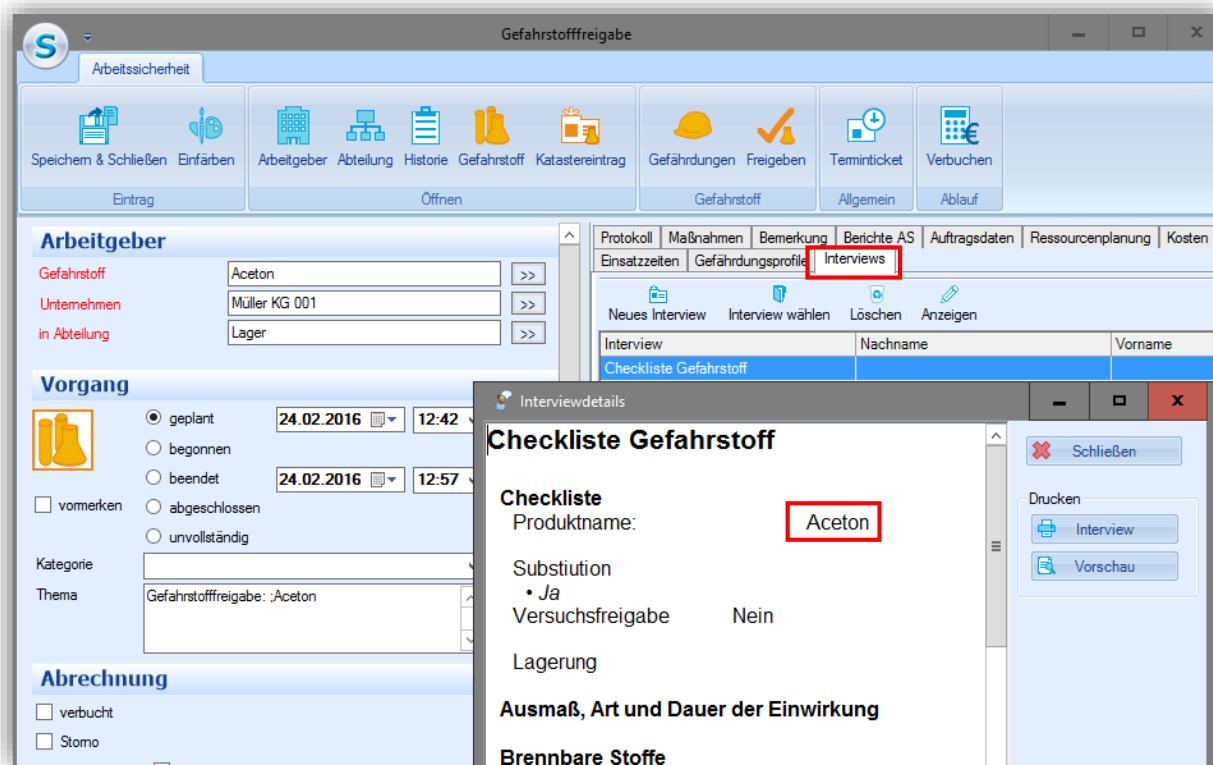 Gefahrstofffreigabe
S
Arbeitssicherheit
Speichern & Schließen Einfärben Arbeitgeber Abteilung Historie Gefahrstoff Katastereintrag Gefährdungen Freigeben Terminticket Verbuchen
Eintrag Öffnen Gefahrstoff Allgemein Ablauf
Arbeitgeber
Gefahrstoff Aceton >>
Unternehmen Müller KG 001 >>
in Abteilung Lager >>
Vorgang
geplant 24.02.2016 12:42
begonnen
beendet 24.02.2016 12:57
vormerken abgeschlossen
unvollständig
Kategorie
Thema Gefahrstofffreigabe: ;Aceton
Abrechnung
verbucht
Storno
Protokoll Maßnahmen Bemerkung Berichte AS Auftragsdaten Ressourcenplanung Kosten
Einsatzzeiten Gefährdungsprofile Interviews
Neues Interview Interview wählen Löschen Anzeigen
Interview Nachname Vorname
Checkliste Gefahrstoff
Interviewdetails
Checkliste Gefahrstoff
Checkliste
Produktname: Aceton
Substiution
• Ja
Versuchsfreigabe Nein
Lagerung
Ausmaß, Art und Dauer der Einwirkung
Brennbare Stoffe
Schließen
Drucken
Interview
Vorschau